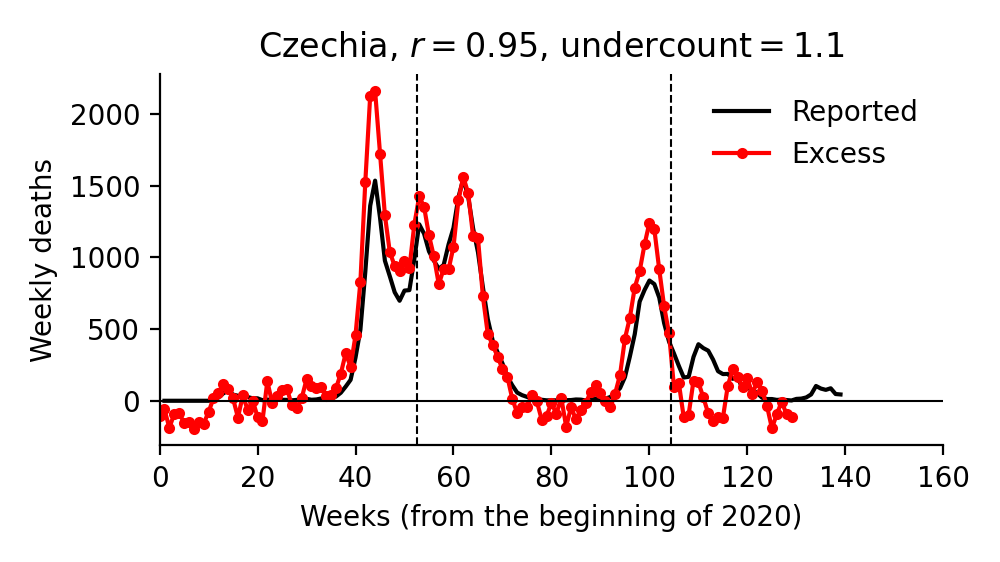 Czechia, r = 0.95, undercount = 1.1
Reported
Excess
Weekly deaths
2000
1500
1000
500
0
0 20 40 60 80 100 120 140 160
Weeks (from the beginning of 2020)